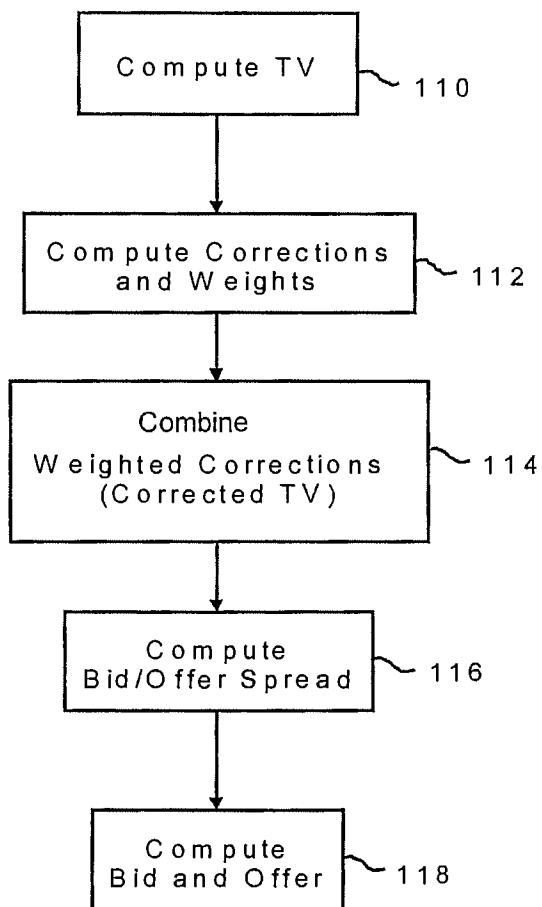 Compute TV
110
Compute Corrections
and Weights
112
Combine
Weighted Corrections
(Corrected TV)
114
Compute
Bid/Offer Spread
116
Compute
Bid and Offer
118